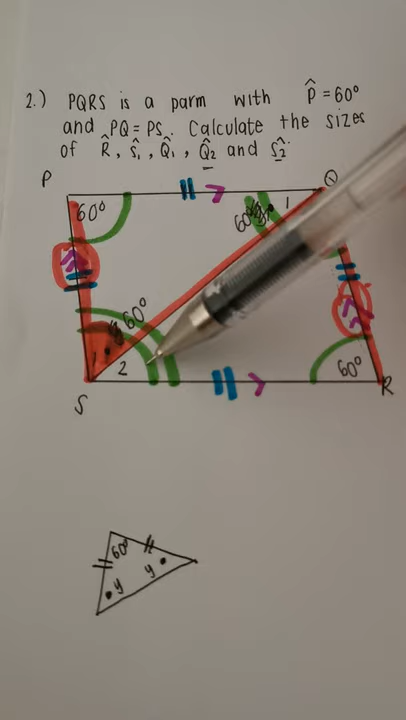 2.) PQRS is a parm with P̂ = 60°
and PQ = PS. Calculate the sizes
of R̂, Ŝ₁, Q̂₁, Q̂₂ and Ŝ₂.
P Q
60° 1
60°
60°
1
2 60°
S R
60°
y y